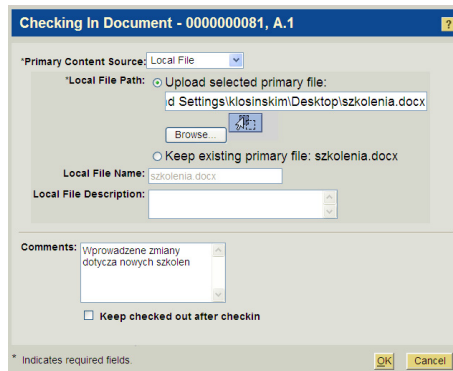 Checking In Document - 0000000081, A.1 ?
*Primary Content Source: Local File
*Local File Path: Upload selected primary file:
d Settings\klosinskim\Desktop\szkolenia.docx
Browse...
Keep existing primary file: szkolenia.docx
Local File Name: szkolenia.docx
Local File Description:
Comments: Wprowadzene zmiany
dotycza nowych szkolen
Keep checked out after checkin
* Indicates required fields. OK Cancel